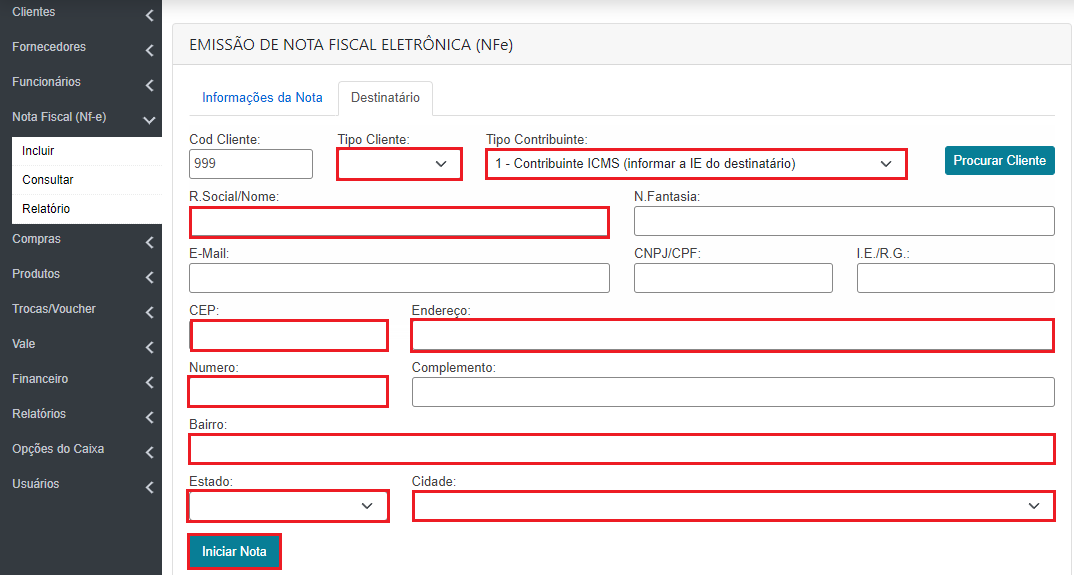 Clientes
Fornecedores
Funcionários
Nota Fiscal (Nf-e)
Incluir
Consultar
Relatório
Compras
Produtos
Trocas/Voucher
Vale
Financeiro
Relatórios
Opções do Caixa
Usuários
EMISSÃO DE NOTA FISCAL ELETRÔNICA (NFe)
Informações da Nota Destinatário
Cod Cliente: Tipo Cliente: Tipo Contribuinte:
999 1 - Contribuinte ICMS (informar a IE do destinatário) Procurar Cliente
R.Social/Nome: N.Fantasia:
E-Mail: CNPJ/CPF: I.E./R.G.:
CEP: Endereço:
Numero: Complemento:
Bairro:
Estado: Cidade:
Iniciar Nota